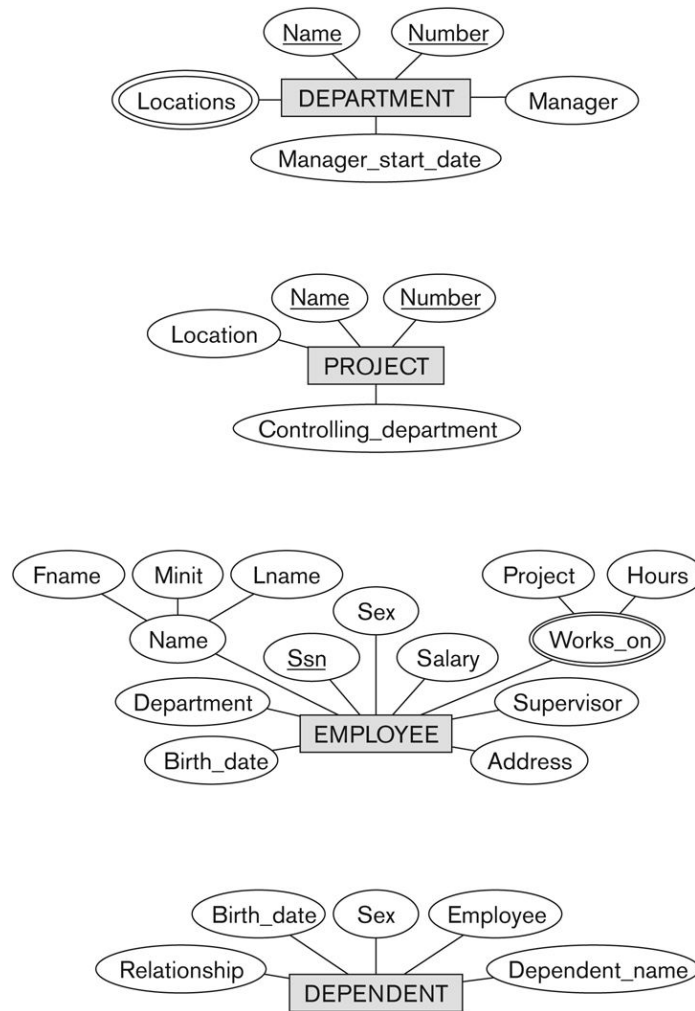 Name Number
Locations DEPARTMENT Manager
Manager_start_date
Name Number
Location
PROJECT
Controlling_department
Fname Minit Lname Project Hours
Sex
Name Works_on
Ssn Salary
Department Supervisor
EMPLOYEE
Birth_date Address
Birth_date Sex Employee
Relationship Dependent_name
DEPENDENT